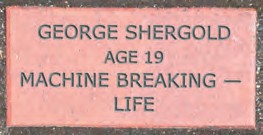 GEORGE SHERGOLD
AGE 19
MACHINE BREAKING —
LIFE